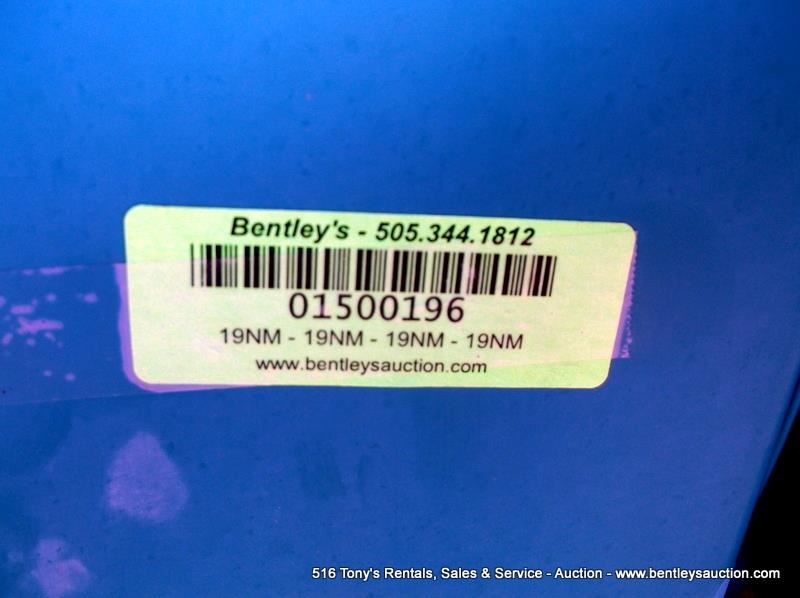 Bentley's - 505.344.1812
01500196
19NM - 19NM - 19NM - 19NM
www.bentleysauction.com
516 Tony's Rentals, Sales & Service - Auction - www.bentleysauction.com